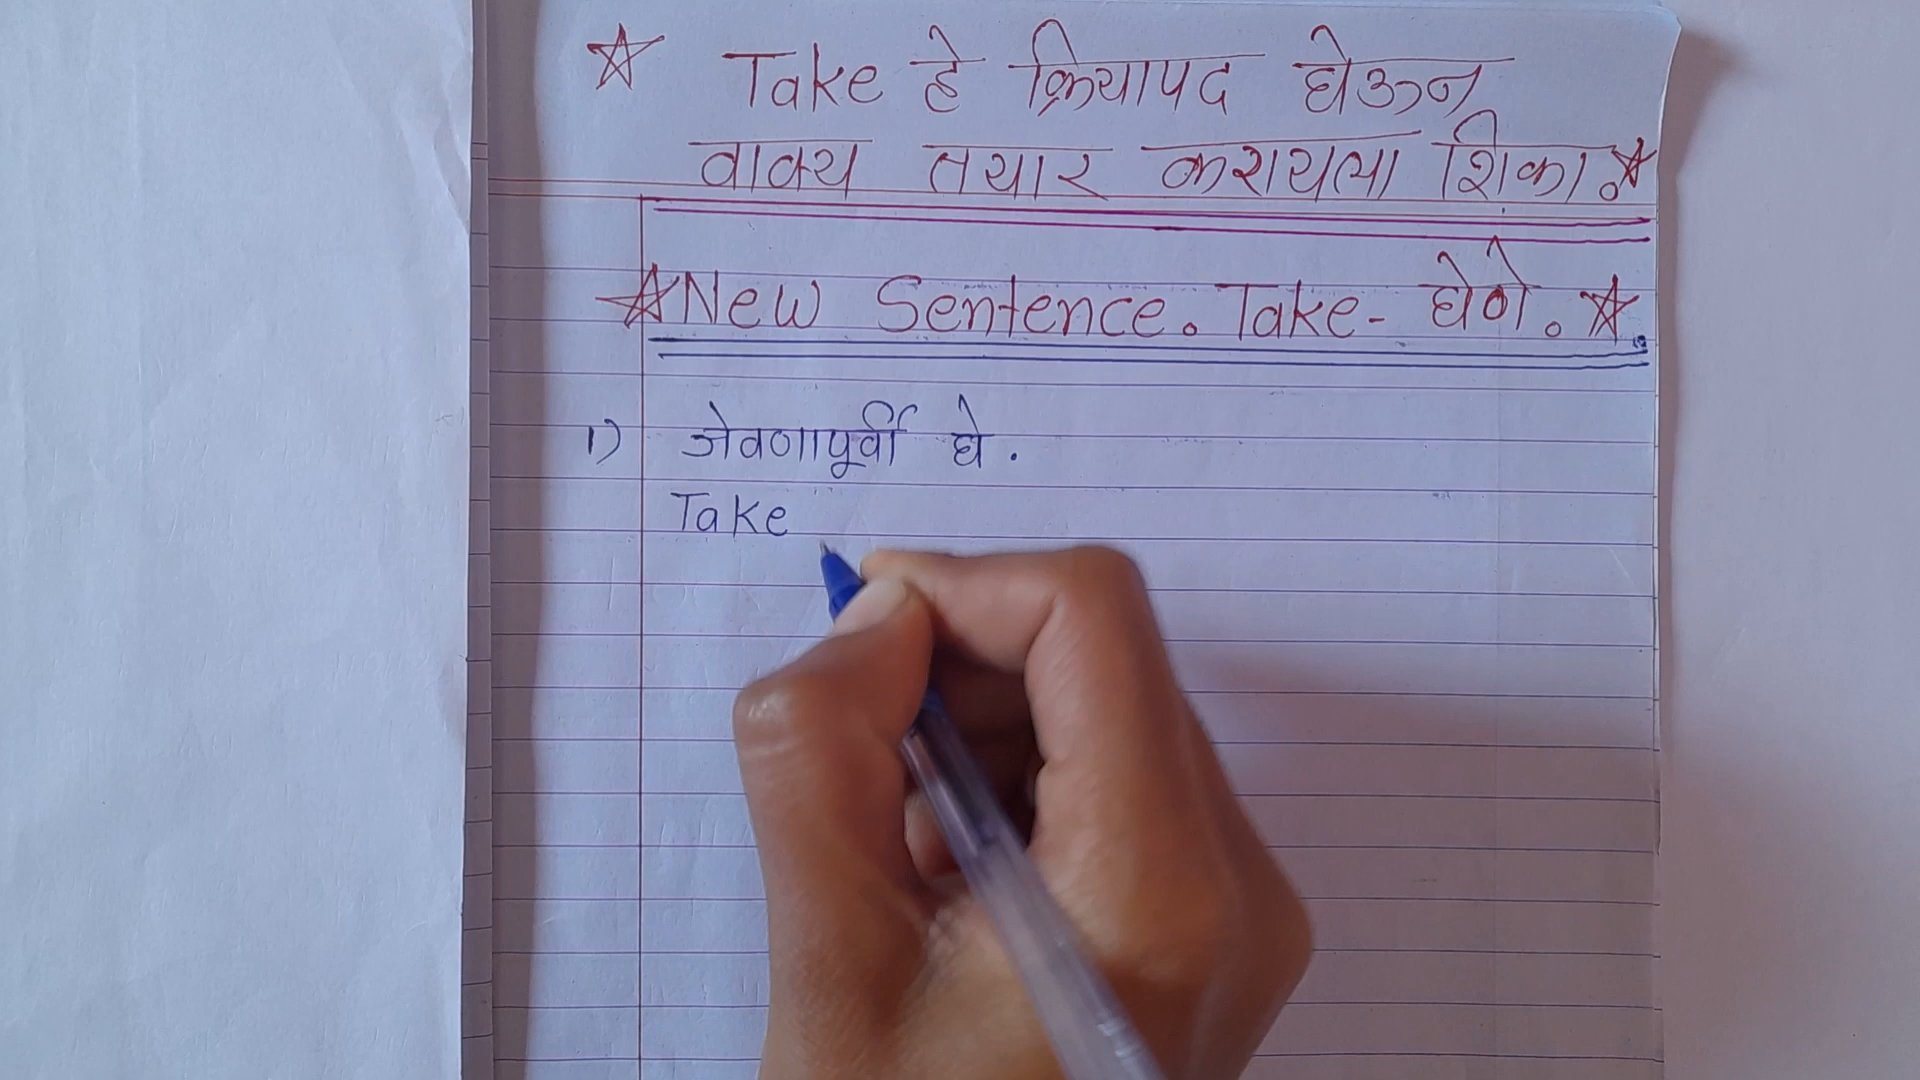 ☆ Take हे क्रियापद घेऊन
वाक्य तयार करायला शिका.☆
☆New Sentence. Take- घेणे.☆
1) जेवणापूर्वी घे.
Take